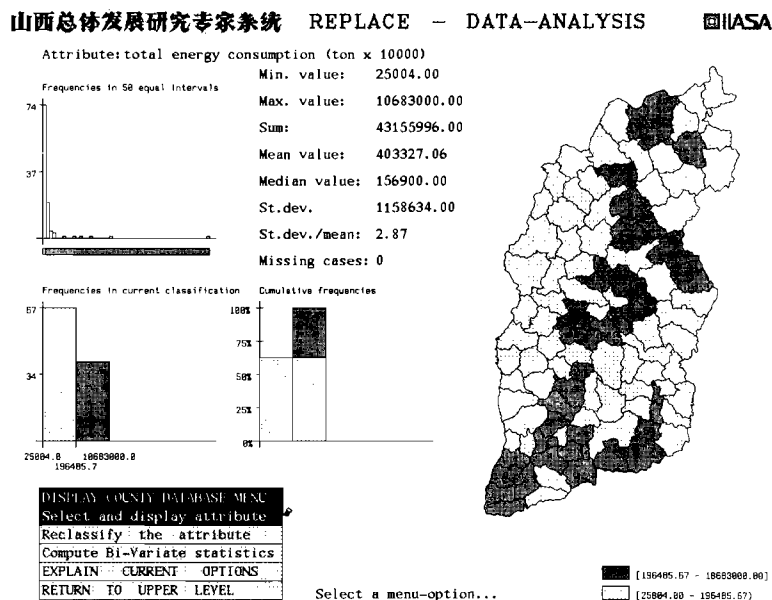 山西总体发展研究专家系统 REPLACE - DATA-ANALYSIS IIASA
Attribute:total energy consumption (ton x 10000)
Min. value: 25004.00
Max. value: 10683000.00
Sum: 43155996.00
Mean value: 403327.06
Median value: 156900.00
St.dev. 1158634.00
St.dev./mean: 2.87
Missing cases: 0
Frequencies in 50 equal intervals
74
37
Frequencies in current classification
67
34
25004.0 10683000.0
196405.7
Cumulative frequencies
100%
75%
50%
25%
0%
DISPLAY COUNTY DATABASE MENU
Select and display attribute
Reclassify the attribute
Compute Bi-Variate statistics
EXPLAIN CURRENT OPTIONS
RETURN TO UPPER LEVEL
Select a menu-option...
[196405.67 - 10683000.00]
[25004.00 - 196405.67)